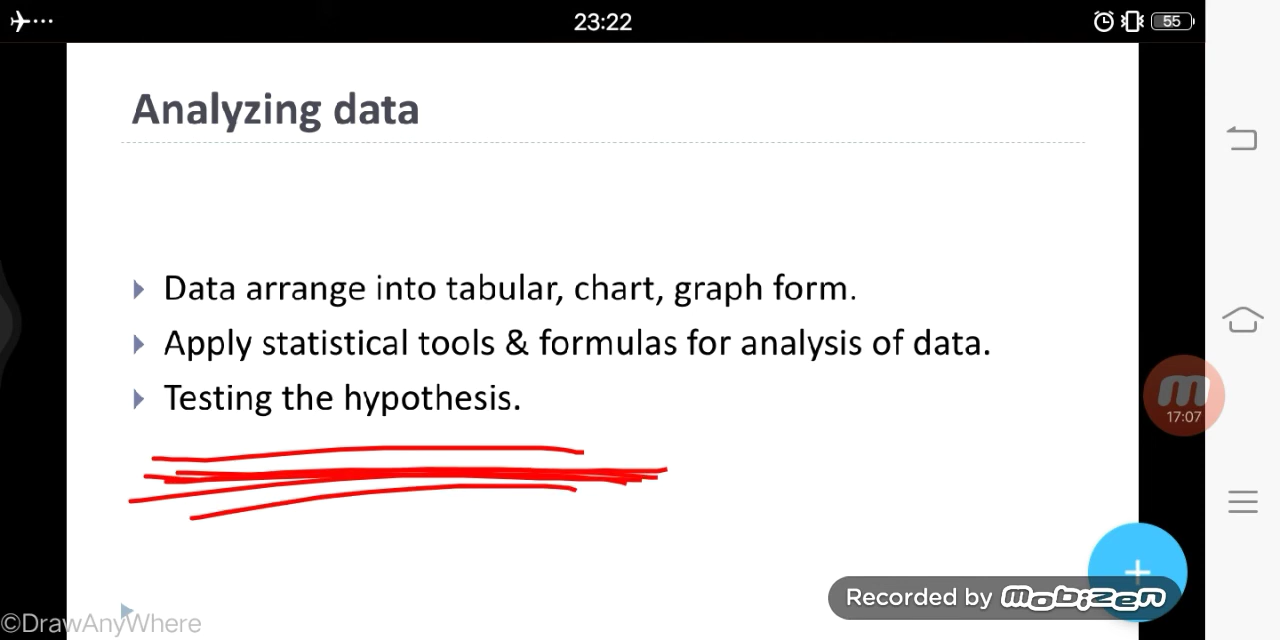 23:22
55
Analyzing data
Data arrange into tabular, chart, graph form.
Apply statistical tools & formulas for analysis of data.
Testing the hypothesis.
17:07
Recorded by mobizen
©DrawAnyWhere